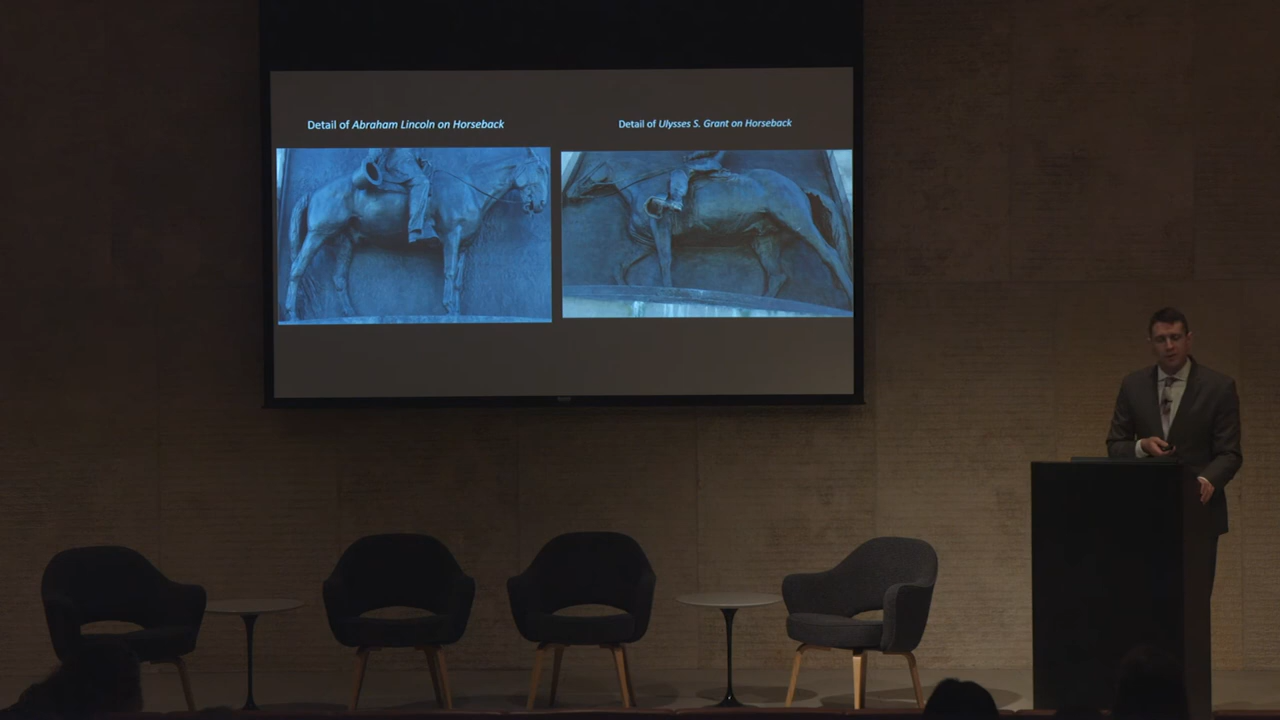 Detail of Abraham Lincoln on Horseback
Detail of Ulysses S. Grant on Horseback